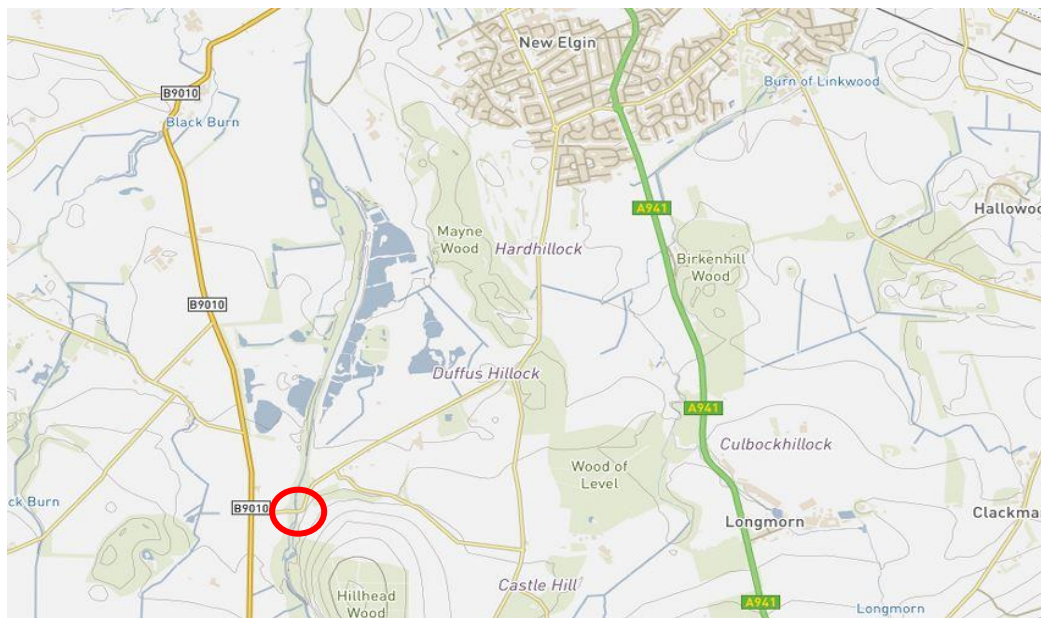 New Elgin
Burn of Linkwood
B9010
Black Burn
A941
Hallowood
Mayne
Wood
Hardhillock
Birkenhill
Wood
B9010
Duffus Hillock
A941
Culbockhillock
Wood of
Level
ck Burn
B9010
Longmorn
Clackmar
Castle Hill
Hillhead
Wood
A941
Longmorn